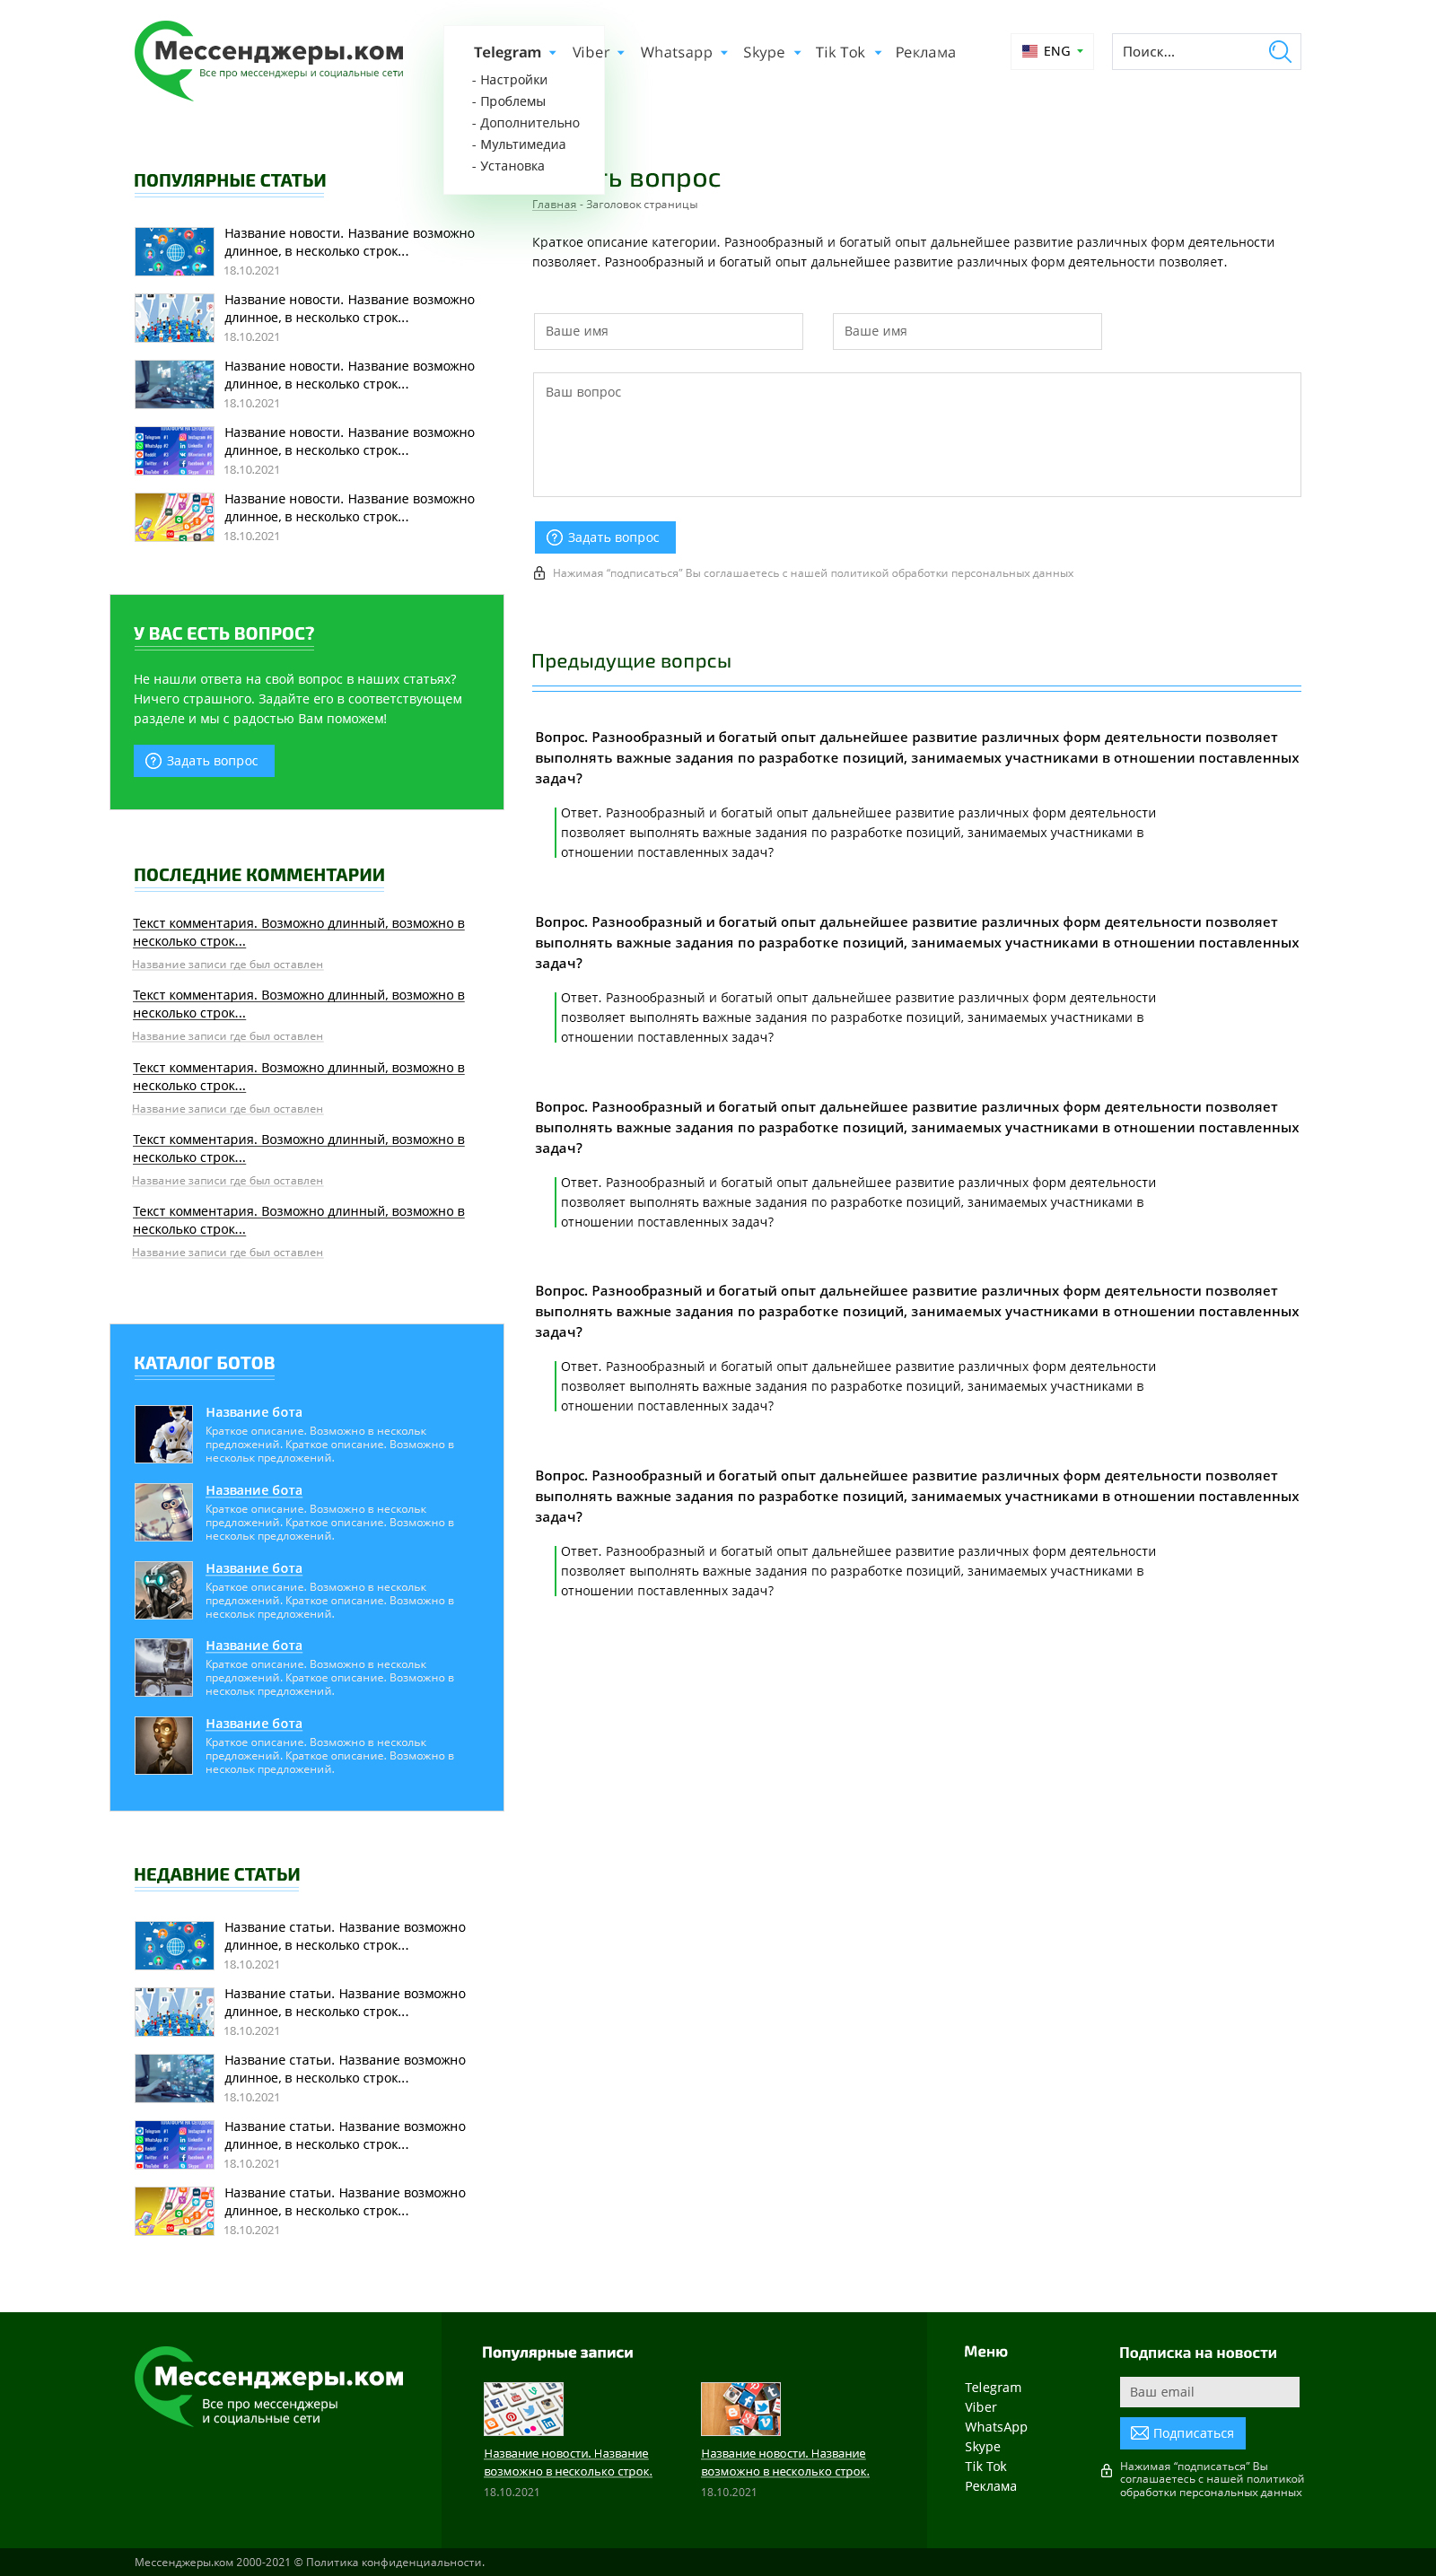 Мессенджеры.ком
Все про мессенджеры и социальные сети
Telegram Viber Whatsapp Skype Tik Tok Реклама
ENG
Поиск...
- Настройки
- Проблемы
- Дополнительно
- Мультимедиа
- Установка
ПОПУЛЯРНЫЕ СТАТЬИ
Название новости. Название возможно
длинное, в несколько строк...
18.10.2021
Название новости. Название возможно
длинное, в несколько строк...
18.10.2021
Название новости. Название возможно
длинное, в несколько строк...
18.10.2021
Название новости. Название возможно
длинное, в несколько строк...
18.10.2021
Название новости. Название возможно
длинное, в несколько строк...
18.10.2021
У ВАС ЕСТЬ ВОПРОС?
Не нашли ответа на свой вопрос в наших статьях?
Ничего страшного. Задайте его в соответствующем
разделе и мы с радостью Вам поможем!
Задать вопрос
ПОСЛЕДНИЕ КОММЕНТАРИИ
Текст комментария. Возможно длинный, возможно в
несколько строк...
Название записи где был оставлен
Текст комментария. Возможно длинный, возможно в
несколько строк...
Название записи где был оставлен
Текст комментария. Возможно длинный, возможно в
несколько строк...
Название записи где был оставлен
Текст комментария. Возможно длинный, возможно в
несколько строк...
Название записи где был оставлен
Текст комментария. Возможно длинный, возможно в
несколько строк...
Название записи где был оставлен
КАТАЛОГ БОТОВ
Название бота
Краткое описание. Возможно в нескольк
предложений. Краткое описание. Возможно в
нескольк предложений.
Название бота
Краткое описание. Возможно в нескольк
предложений. Краткое описание. Возможно в
нескольк предложений.
Название бота
Краткое описание. Возможно в нескольк
предложений. Краткое описание. Возможно в
нескольк предложений.
Название бота
Краткое описание. Возможно в нескольк
предложений. Краткое описание. Возможно в
нескольк предложений.
Название бота
Краткое описание. Возможно в нескольк
предложений. Краткое описание. Возможно в
нескольк предложений.
НЕДАВНИЕ СТАТЬИ
Название статьи. Название возможно
длинное, в несколько строк...
18.10.2021
Название статьи. Название возможно
длинное, в несколько строк...
18.10.2021
Название статьи. Название возможно
длинное, в несколько строк...
18.10.2021
Название статьи. Название возможно
длинное, в несколько строк...
18.10.2021
Название статьи. Название возможно
длинное, в несколько строк...
18.10.2021
вопрос
Главная - Заголовок страницы
Краткое описание категории. Разнообразный и богатый опыт дальнейшее развитие различных форм деятельности
позволяет. Разнообразный и богатый опыт дальнейшее развитие различных форм деятельности позволяет.
Ваше имя
Ваше имя
Ваш вопрос
Задать вопрос
Нажимая “подписаться” Вы соглашаетесь с нашей политикой обработки персональных данных
Предыдущие вопрсы
Вопрос. Разнообразный и богатый опыт дальнейшее развитие различных форм деятельности позволяет
выполнять важные задания по разработке позиций, занимаемых участниками в отношении поставленных
задач?
Ответ. Разнообразный и богатый опыт дальнейшее развитие различных форм деятельности
позволяет выполнять важные задания по разработке позиций, занимаемых участниками в
отношении поставленных задач?
Вопрос. Разнообразный и богатый опыт дальнейшее развитие различных форм деятельности позволяет
выполнять важные задания по разработке позиций, занимаемых участниками в отношении поставленных
задач?
Ответ. Разнообразный и богатый опыт дальнейшее развитие различных форм деятельности
позволяет выполнять важные задания по разработке позиций, занимаемых участниками в
отношении поставленных задач?
Вопрос. Разнообразный и богатый опыт дальнейшее развитие различных форм деятельности позволяет
выполнять важные задания по разработке позиций, занимаемых участниками в отношении поставленных
задач?
Ответ. Разнообразный и богатый опыт дальнейшее развитие различных форм деятельности
позволяет выполнять важные задания по разработке позиций, занимаемых участниками в
отношении поставленных задач?
Вопрос. Разнообразный и богатый опыт дальнейшее развитие различных форм деятельности позволяет
выполнять важные задания по разработке позиций, занимаемых участниками в отношении поставленных
задач?
Ответ. Разнообразный и богатый опыт дальнейшее развитие различных форм деятельности
позволяет выполнять важные задания по разработке позиций, занимаемых участниками в
отношении поставленных задач?
Вопрос. Разнообразный и богатый опыт дальнейшее развитие различных форм деятельности позволяет
выполнять важные задания по разработке позиций, занимаемых участниками в отношении поставленных
задач?
Ответ. Разнообразный и богатый опыт дальнейшее развитие различных форм деятельности
позволяет выполнять важные задания по разработке позиций, занимаемых участниками в
отношении поставленных задач?
Мессенджеры.ком
Все про мессенджеры
и социальные сети
Популярные записи
Название новости. Название
возможно в несколько строк.
18.10.2021
Название новости. Название
возможно в несколько строк.
18.10.2021
Меню
Telegram
Viber
WhatsApp
Skype
Tik Tok
Реклама
Подписка на новости
Ваш email
Подписаться
Нажимая “подписаться” Вы
соглашаетесь с нашей политикой
обработки персональных данных
Мессенджеры.ком 2000-2021 © Политика конфиденциальности.